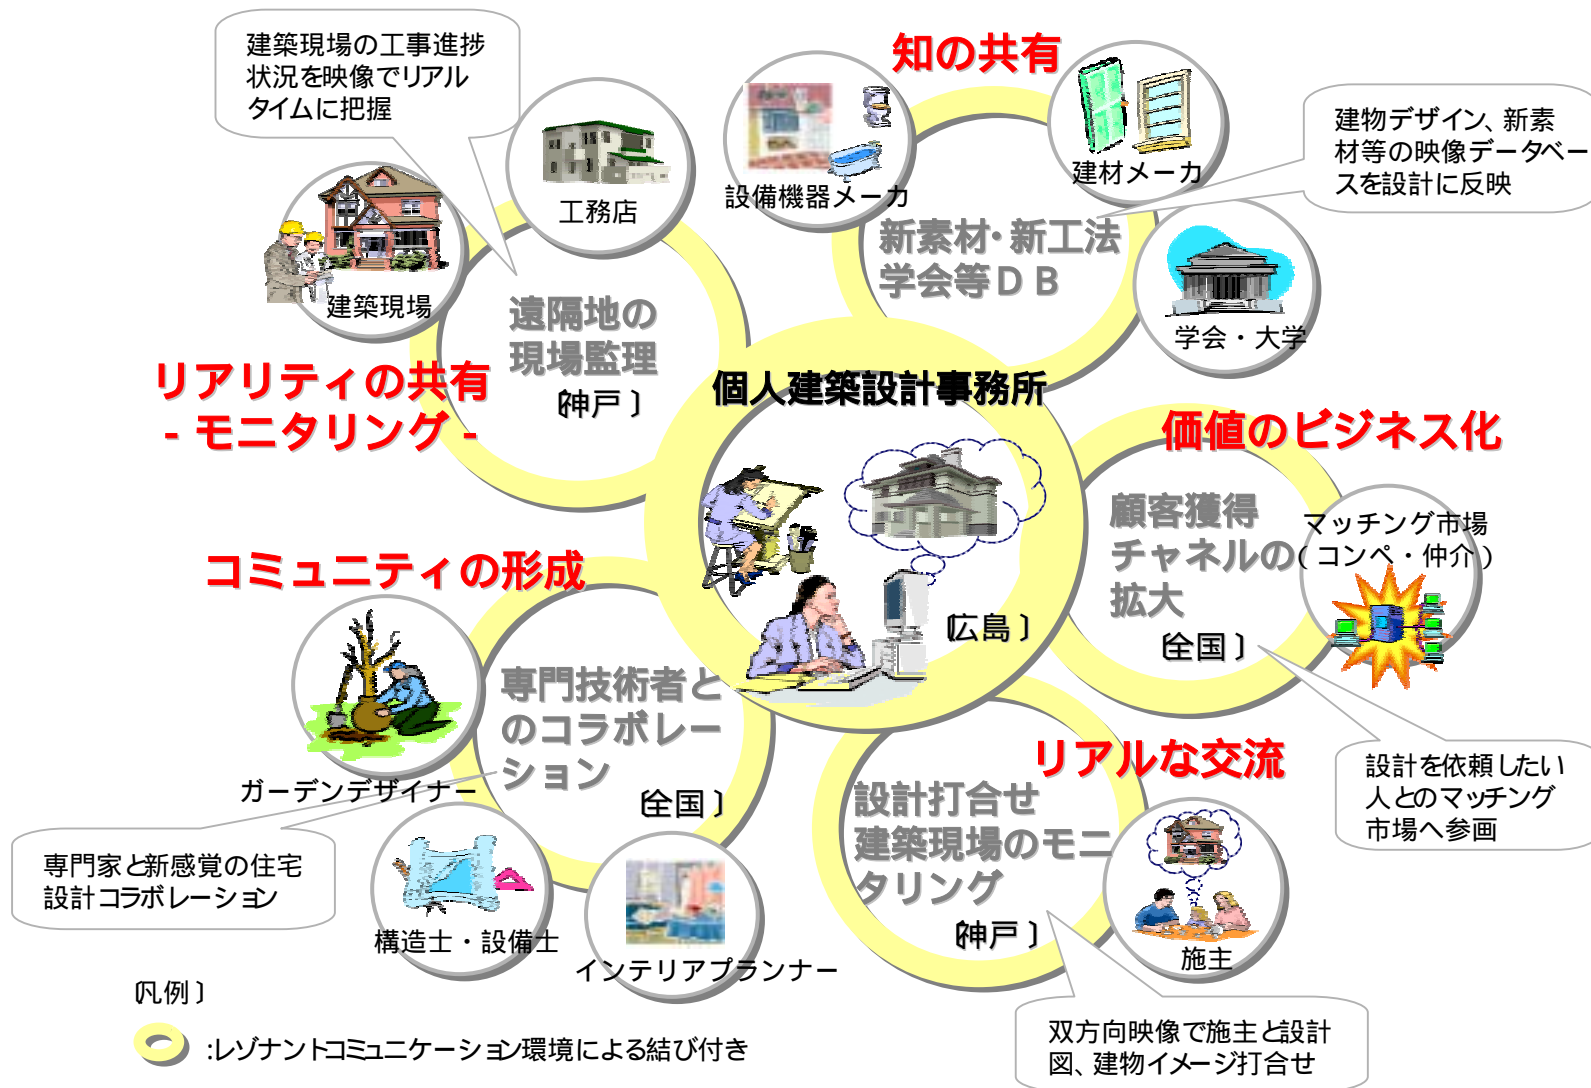 建築現場の工事進捗
状況を映像でリアル
タイムに把握
工務店
建築現場
遠隔地の
現場監理
〔神戸〕
リアリティの共有
- モニタリング -
知の共有
設備機器メーカ
建材メーカ
新素材・新工法
学会等ＤＢ
学会・大学
建物デザイン、新素
材等の映像データベー
スを設計に反映
個人建築設計事務所
〔広島〕
価値のビジネス化
顧客獲得
チャネルの
拡大
〔全国〕
マッチング市場
(コンペ・仲介)
設計を依頼したい
人とのマッチング
市場へ参画
コミュニティの形成
専門技術者と
のコラボレー
ション
〔全国〕
ガーデンデザイナー
構造士・設備士
インテリアプランナー
専門家と新感覚の住宅
設計コラボレーション
リアルな交流
設計打合せ
建築現場のモニ
タリング
〔神戸〕
施主
双方向映像で施主と設計
図、建物イメージ打合せ
〔凡例〕
:レゾナントコミュニケーション環境による結び付き